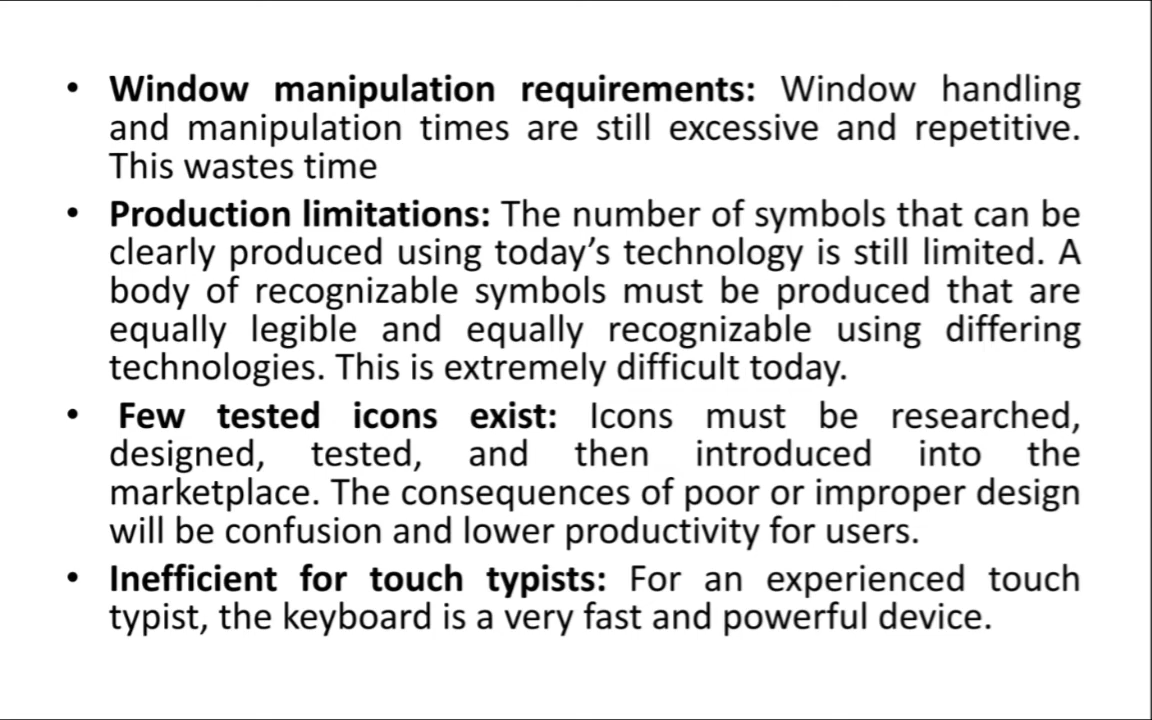 • Window manipulation requirements: Window handling
and manipulation times are still excessive and repetitive.
This wastes time
• Production limitations: The number of symbols that can be
clearly produced using today’s technology is still limited. A
body of recognizable symbols must be produced that are
equally legible and equally recognizable using differing
technologies. This is extremely difficult today.
• Few tested icons exist: Icons must be researched,
designed, tested, and then introduced into the
marketplace. The consequences of poor or improper design
will be confusion and lower productivity for users.
• Inefficient for touch typists: For an experienced touch
typist, the keyboard is a very fast and powerful device.